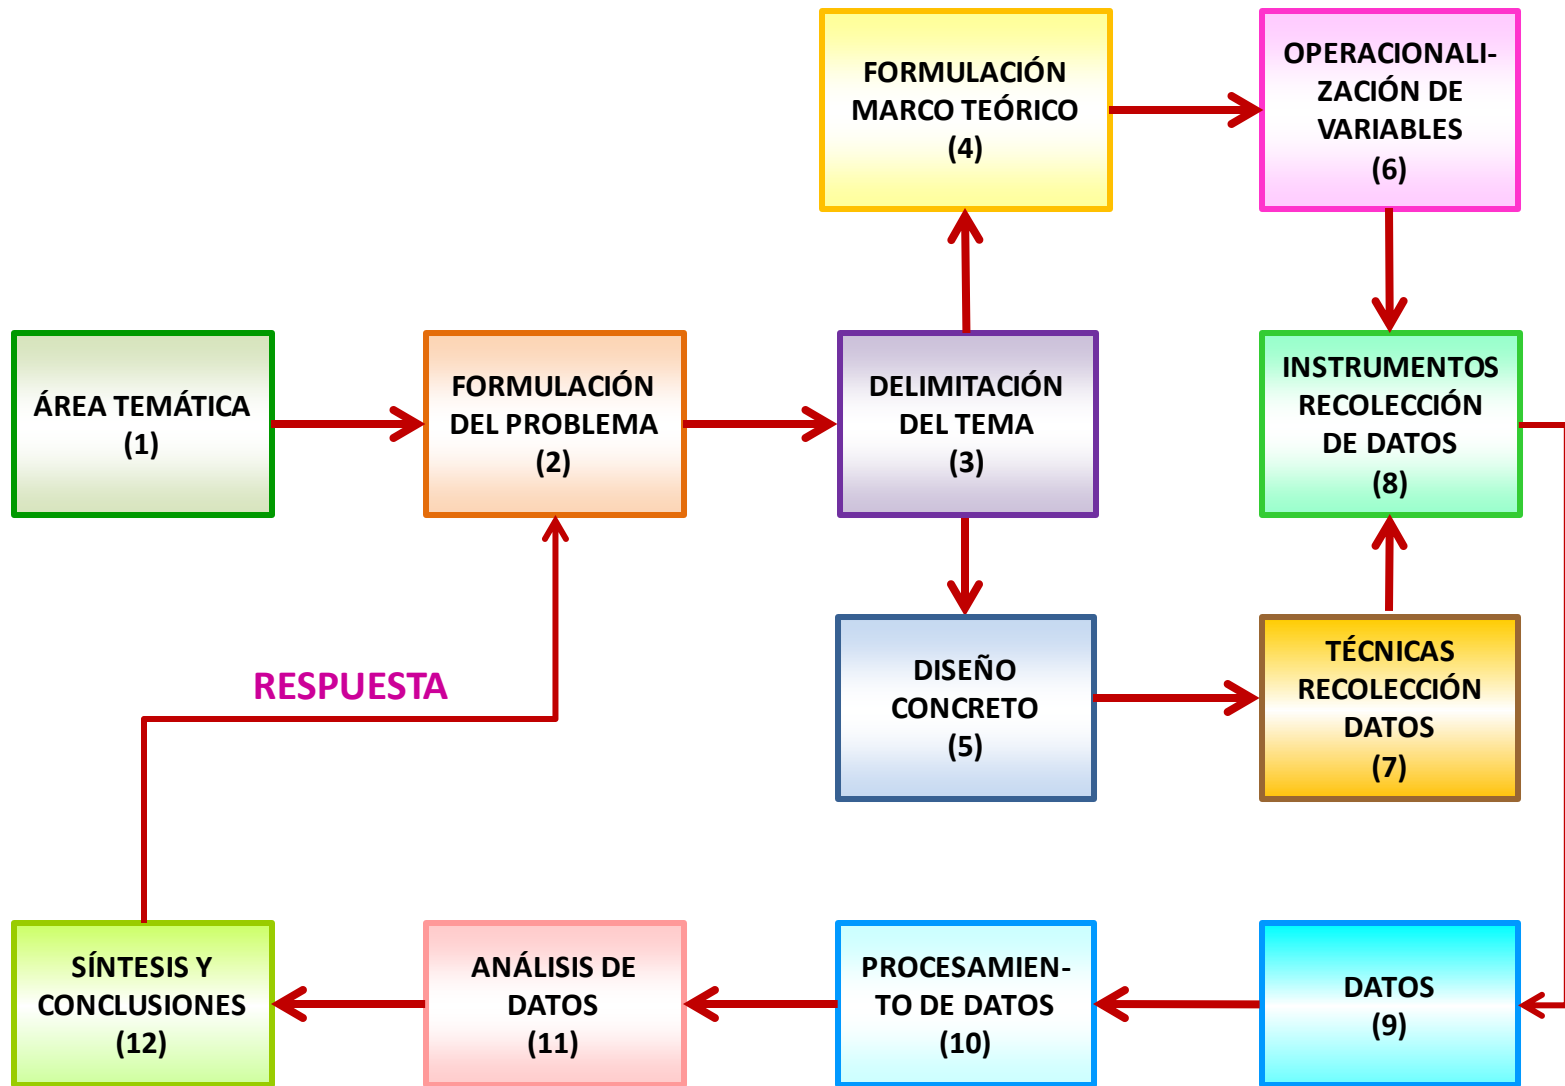 ÁREA TEMÁTICA
(1)
FORMULACIÓN
DEL PROBLEMA
(2)
DELIMITACIÓN
DEL TEMA
(3)
FORMULACIÓN
MARCO TEÓRICO
(4)
DISEÑO
CONCRETO
(5)
OPERACIONALI-
ZACIÓN DE
VARIABLES
(6)
TÉCNICAS
RECOLECCIÓN
DATOS
(7)
INSTRUMENTOS
RECOLECCIÓN
DE DATOS
(8)
DATOS
(9)
PROCESAMIEN-
TO DE DATOS
(10)
ANÁLISIS DE
DATOS
(11)
SÍNTESIS Y
CONCLUSIONES
(12)
RESPUESTA